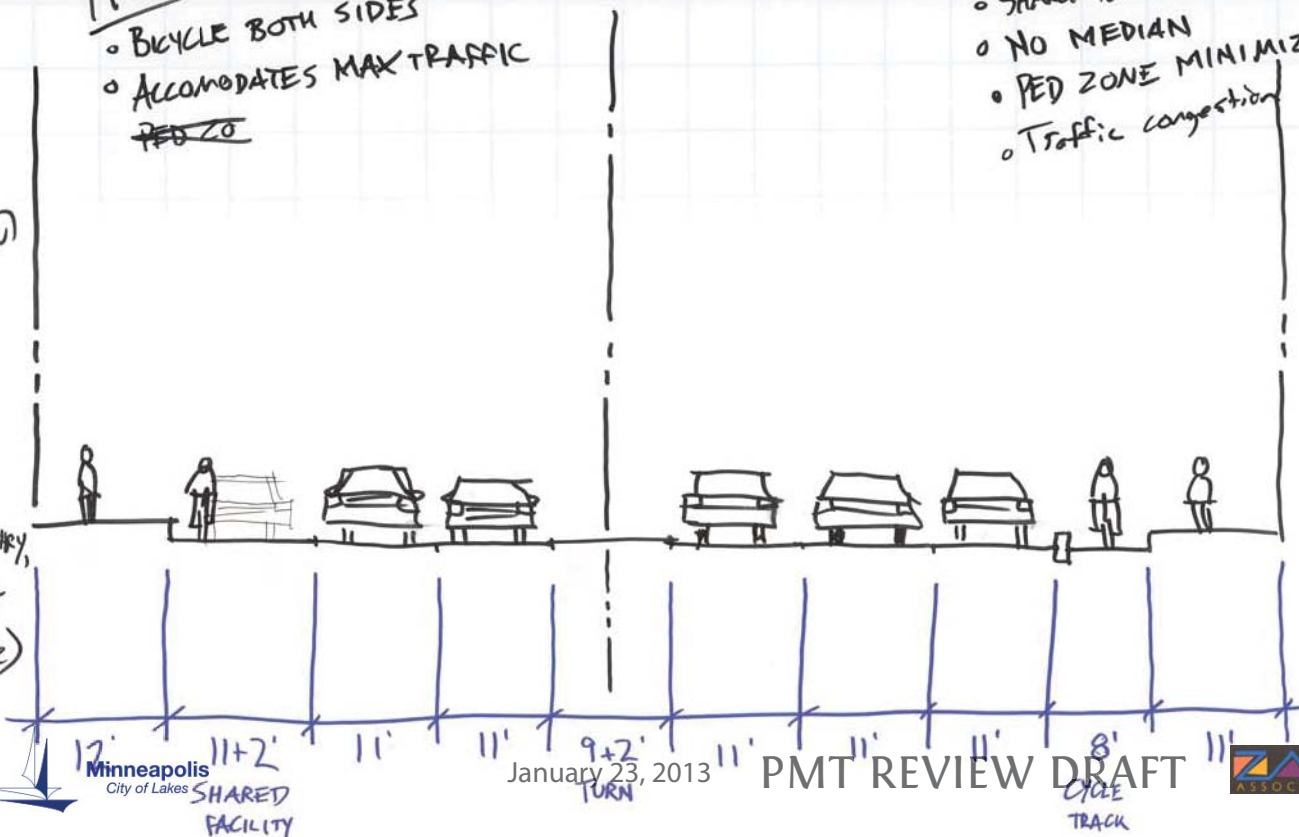 • BICYCLE BOTH SIDES
• ACCOMODATES MAX TRAFFIC
PED ZO
• NO MEDIAN
• PED ZONE MINIMIZ
• Traffic congestion
12' 11+2' 11' 11' 9+2' 11' 11' 11' 8' 11'
SHARED FACILITY
TURN
CYCLE TRACK
Minneapolis
City of Lakes
January 23, 2013
PMT REVIEW DRAFT
ZA
ASSOC